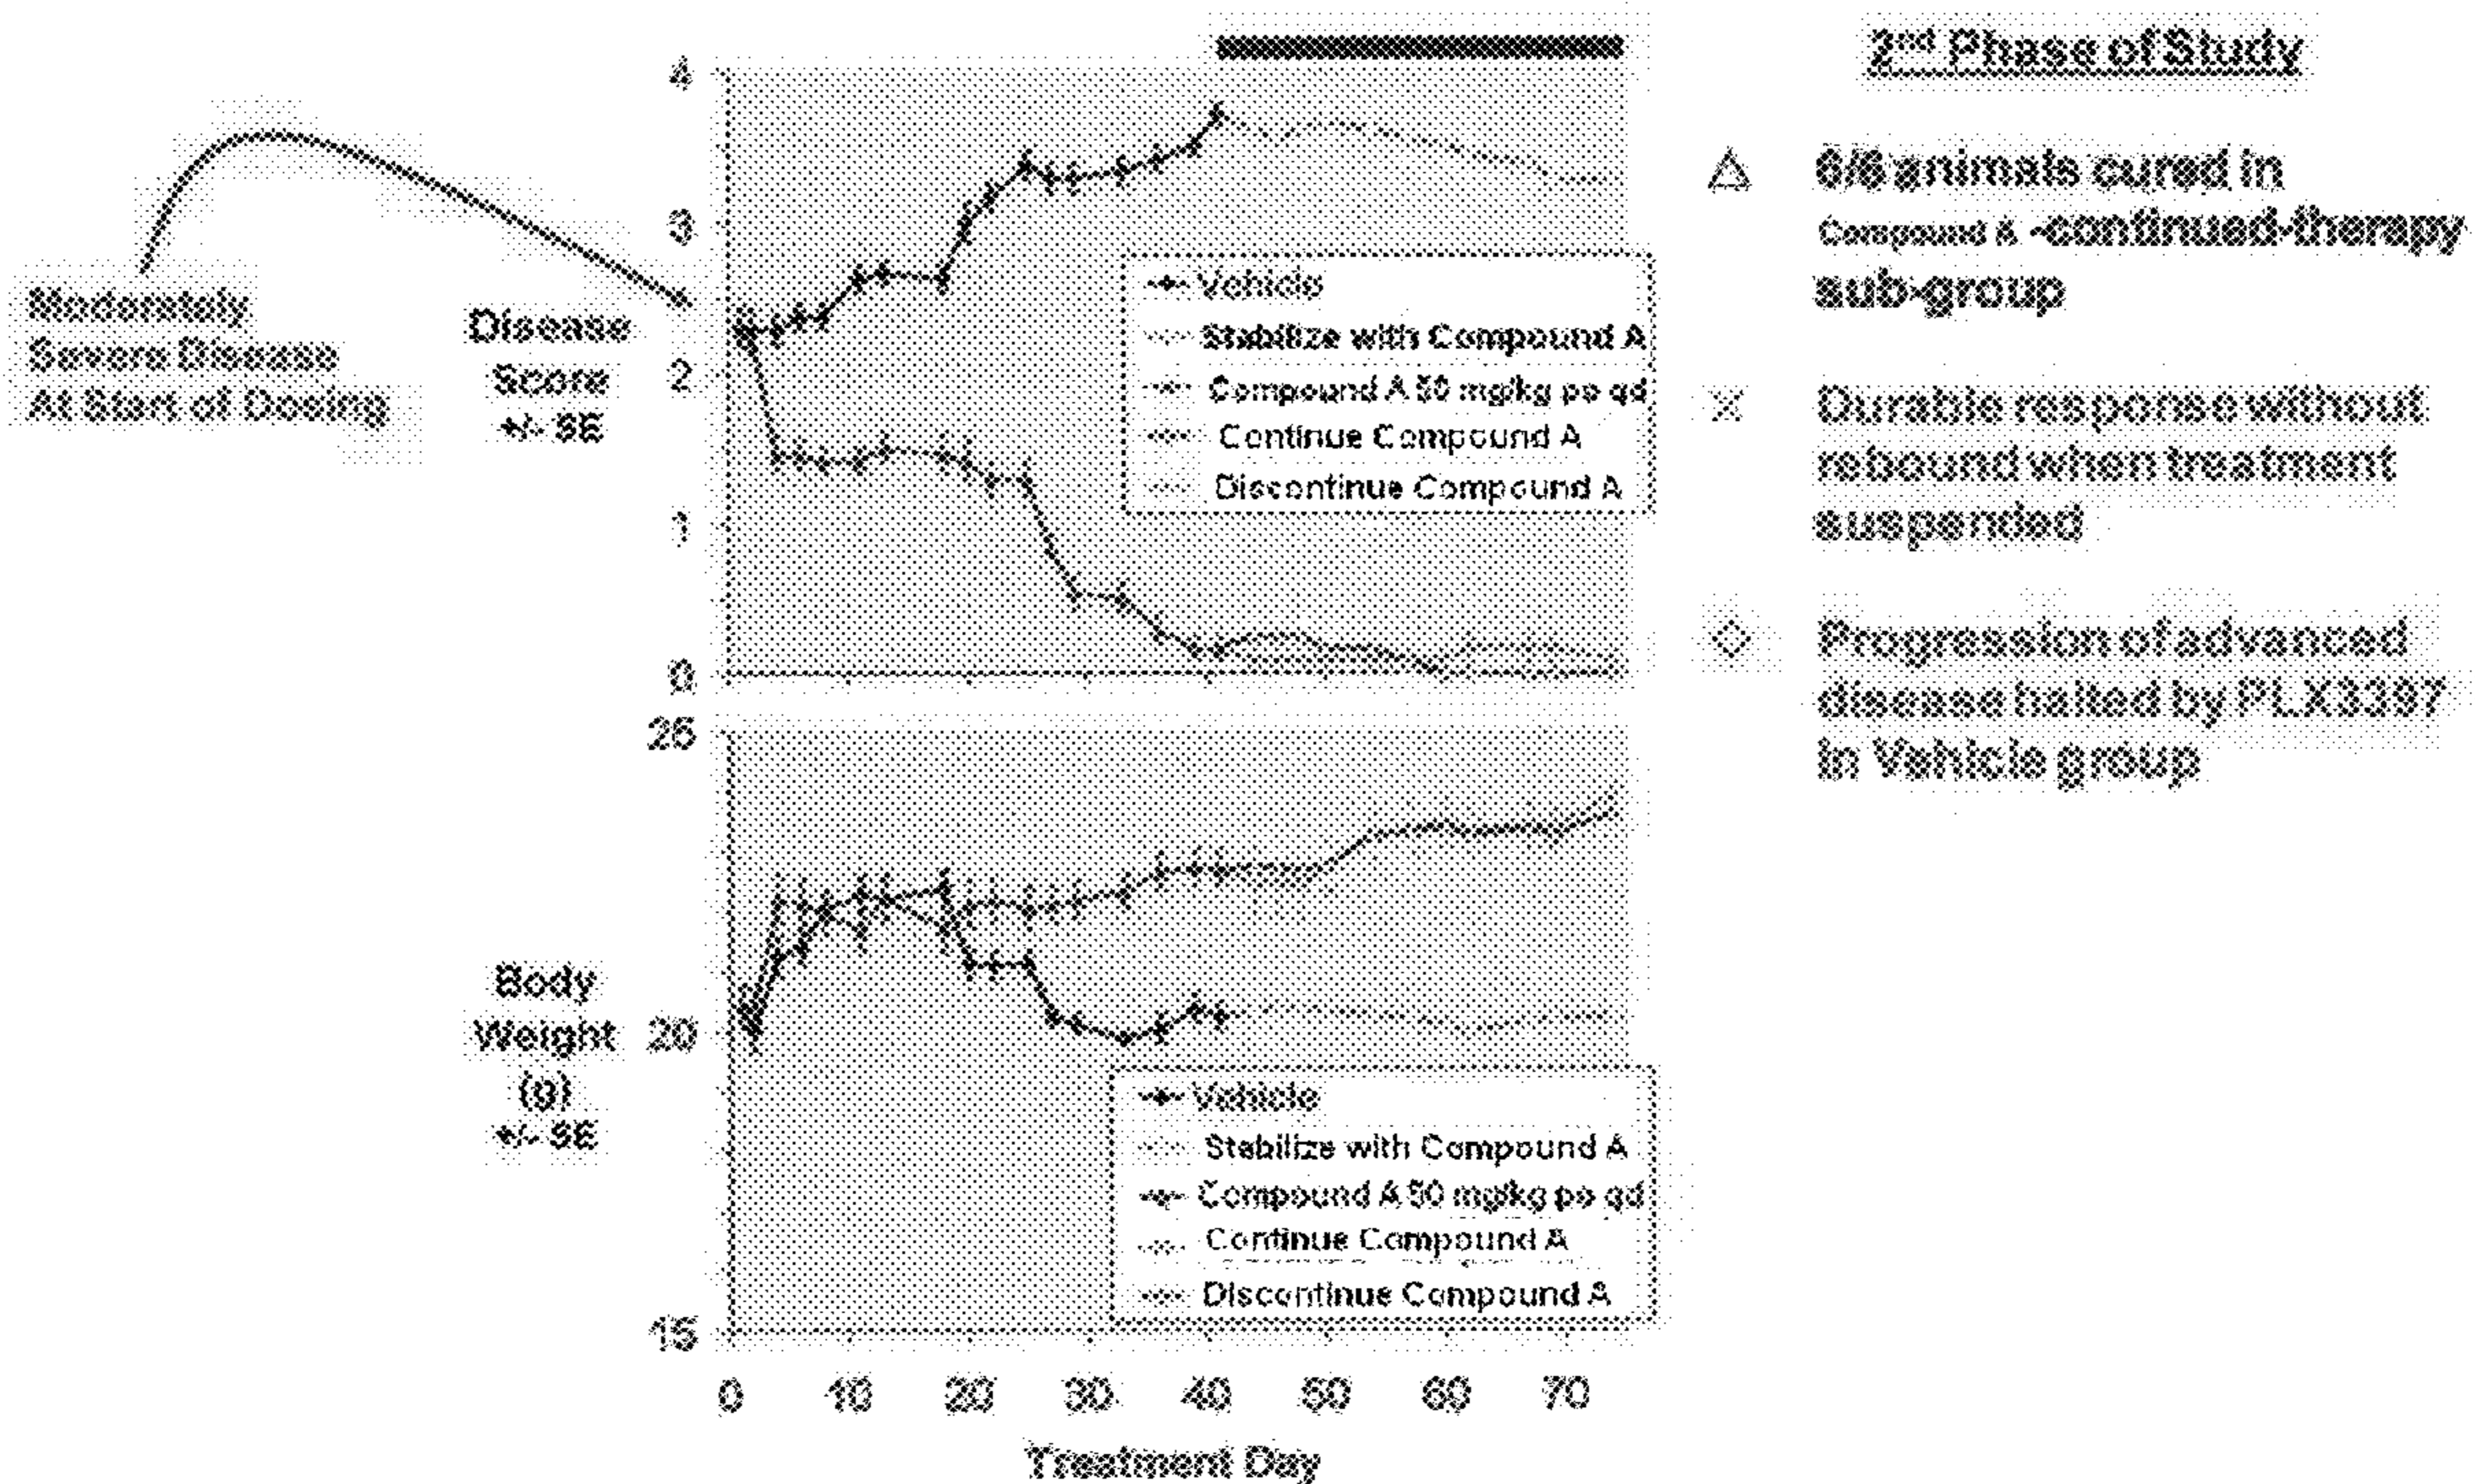 2nd Phase of Study
Moderately
Severe Disease
At Start of Dosing
Disease
Score
+/- SE
4
3
2
1
0
Vehicle
Stabilize with Compound A
Compound A 50 mg/kg po qd
Continue Compound A
Discontinue Compound A
6/6 animals cured in
Compound A -continued-therapy
sub-group
Durable response without
rebound when treatment
suspended
Progression of advanced
disease halted by PLX3397
in Vehicle group
Body
Weight
(g)
+/- SE
25
20
15
Vehicle
Stabilize with Compound A
Compound A 50 mg/kg po qd
Continue Compound A
Discontinue Compound A
0 10 20 30 40 50 60 70
Treatment Day